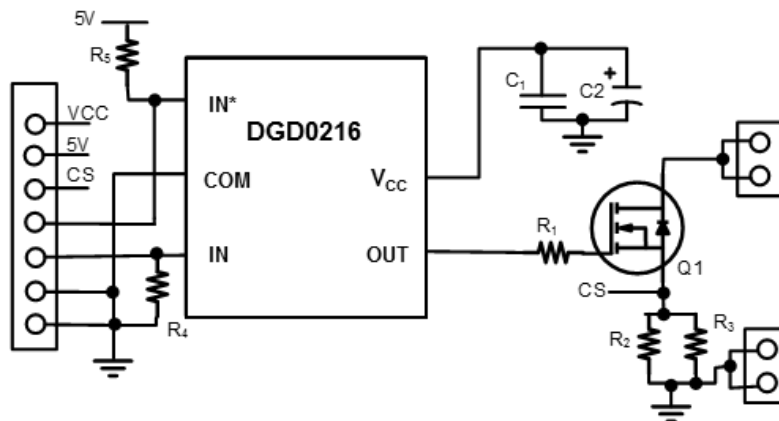 5V
R5
VCC
5V
CS
IN*
DGD0216
COM
VCC
IN
OUT
R4
C1
C2
+
R1
Q1
CS
R2
R3